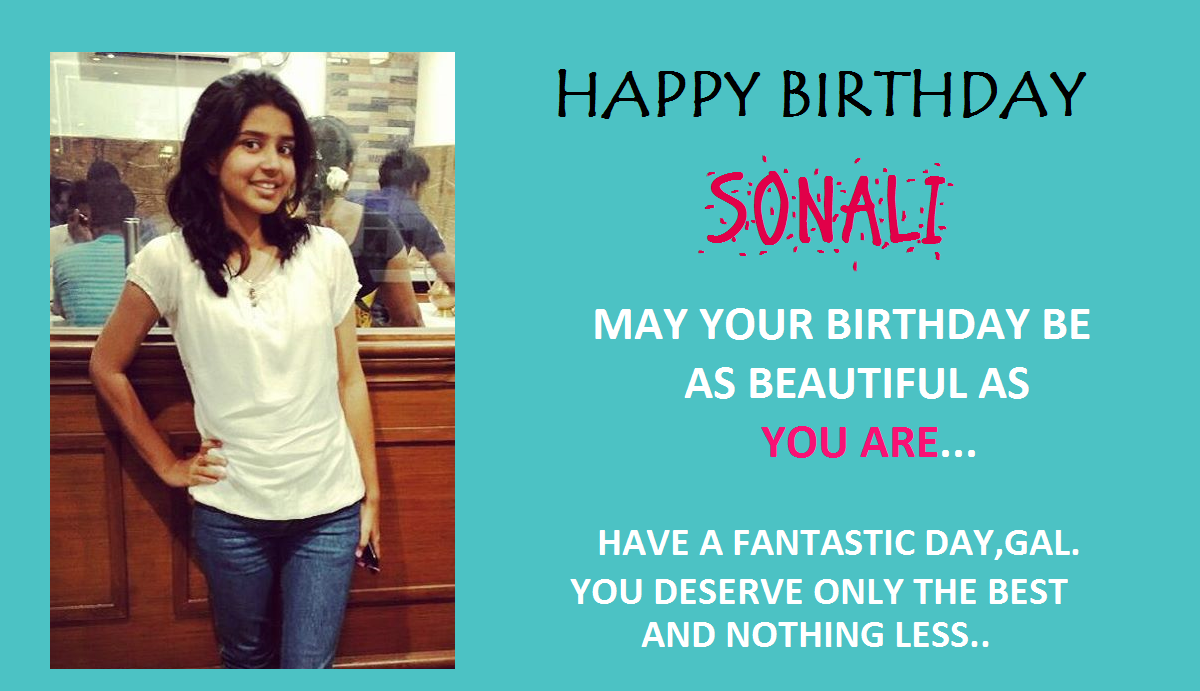 HAPPY BIRTHDAY
SONALI
MAY YOUR BIRTHDAY BE
AS BEAUTIFUL AS
YOU ARE...
HAVE A FANTASTIC DAY,GAL.
YOU DESERVE ONLY THE BEST
AND NOTHING LESS..